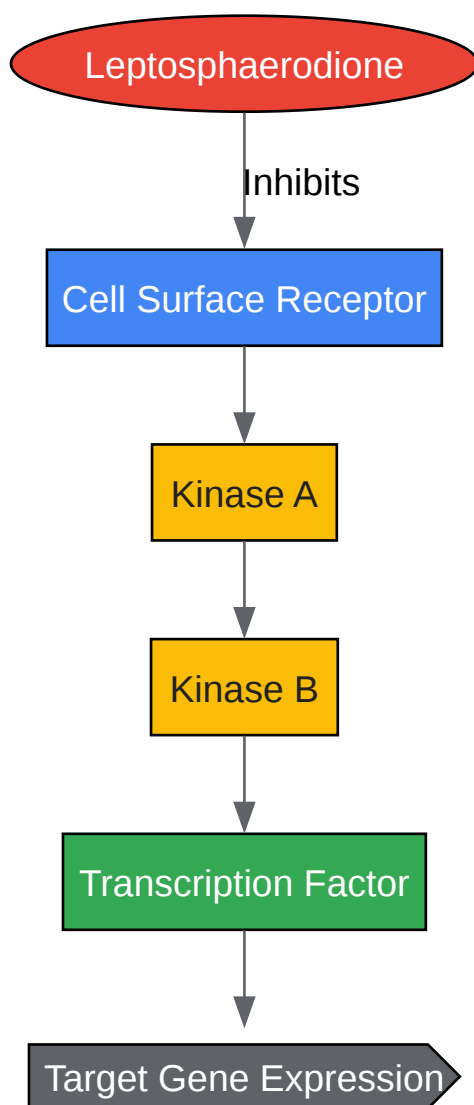 Leptosphaerodione
Inhibits
Cell Surface Receptor
Kinase A
Kinase B
Transcription Factor
Target Gene Expression